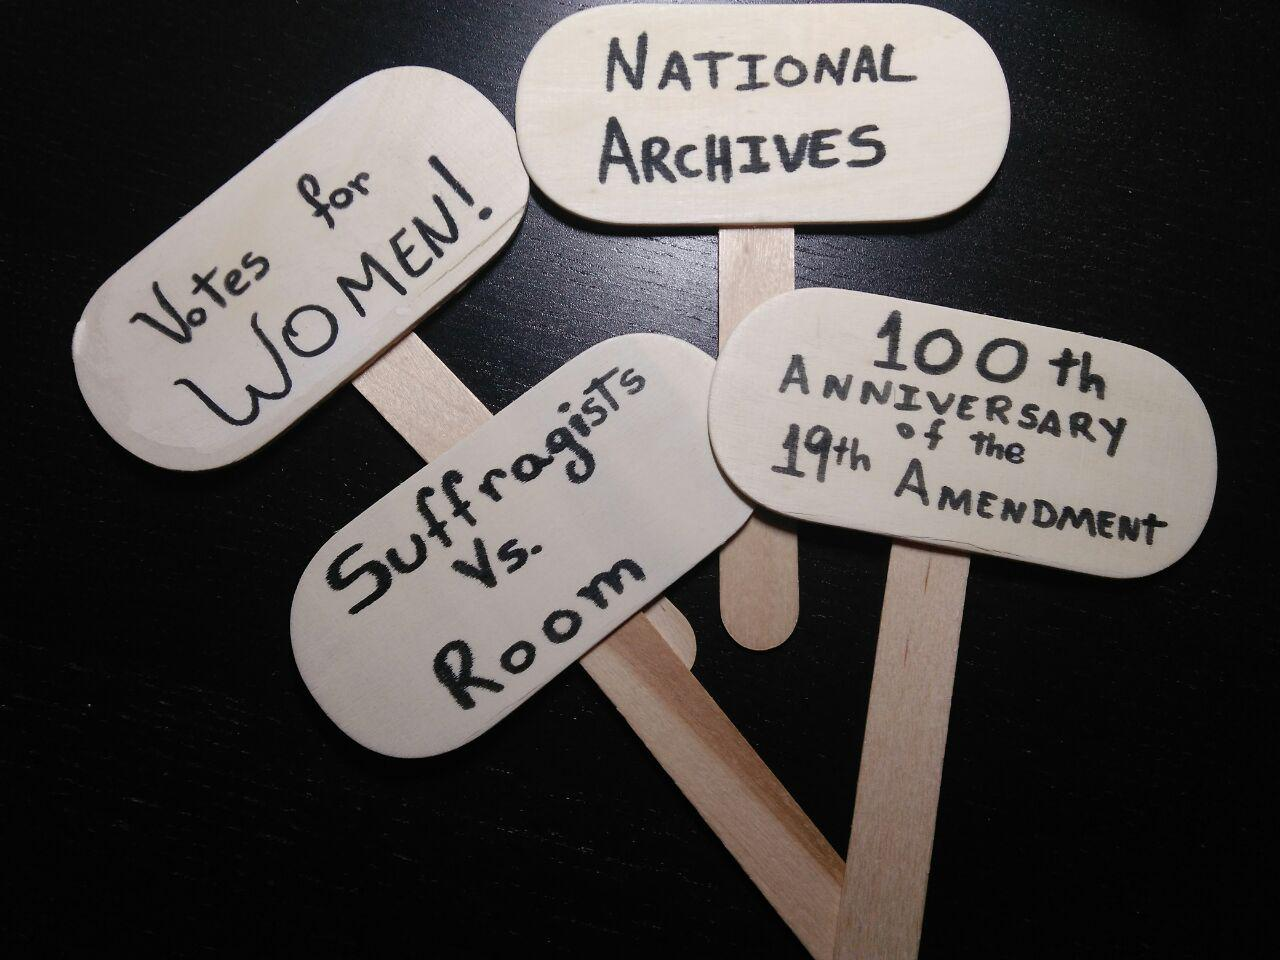 NATIONAL
ARCHIVES
Votes for
WOMEN!
Suffragists
Vs.
Room
100th
ANNIVERSARY
of the
19th AMENDMENT